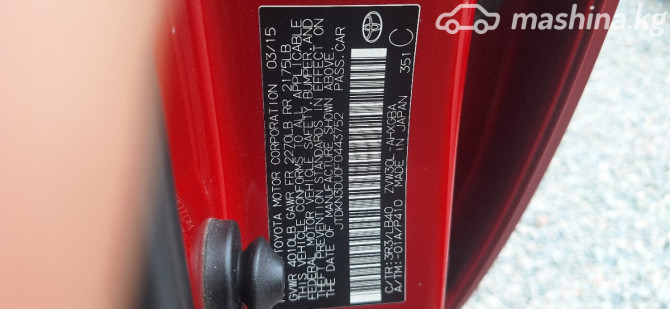 mashina.kg
TOYOTA MOTOR CORPORATION 03/15
GVWR 4010LB GAWR FR 2270LB RR 2175LB
THIS VEHICLE CONFORMS TO ALL APPLICABLE
FEDERAL MOTOR VEHICLE SAFETY, BUMPER, AND
THEFT PREVENTION STANDARDS IN EFFECT ON
THE DATE OF MANUFACTURE SHOWN ABOVE.
JTDKN3DU0F0443752 PASS.CAR
C/TR:3R3/LB40 ZVW30L-AHXGBA
A/TM:-01A/P410 MADE IN JAPAN 351 C
TOYOTA